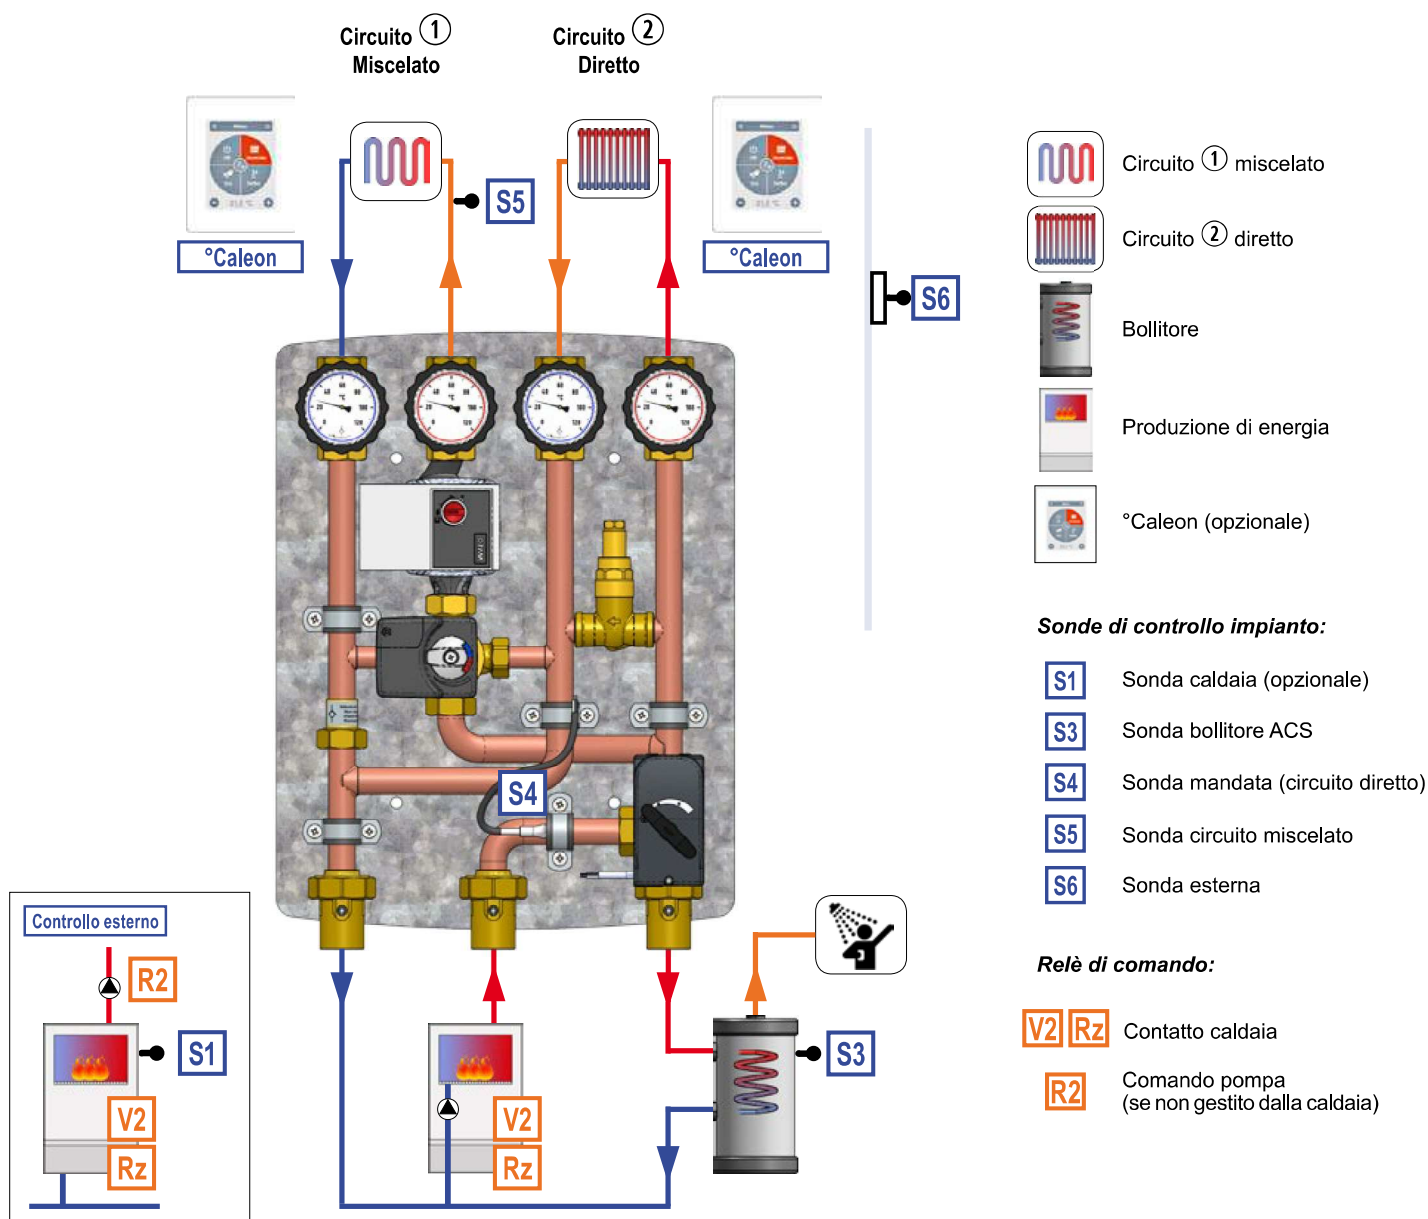 Circuito ①
Miscelato
Circuito ②
Diretto
°Caleon
S5
°Caleon
S6
S4
Controllo esterno
R2
S1
V2
Rz
V2
Rz
S3
Circuito ① miscelato
Circuito ② diretto
Bollitore
Produzione di energia
°Caleon (opzionale)
Sonde di controllo impianto:
S1 Sonda caldaia (opzionale)
S3 Sonda bollitore ACS
S4 Sonda mandata (circuito diretto)
S5 Sonda circuito miscelato
S6 Sonda esterna
Relè di comando:
V2 Rz Contatto caldaia
R2 Comando pompa
(se non gestito dalla caldaia)